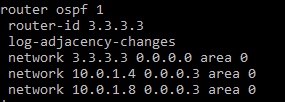 router ospf 1
router-id 3.3.3.3
log-adjacency-changes
network 3.3.3.3 0.0.0.0 area 0
network 10.0.1.4 0.0.0.3 area 0
network 10.0.1.8 0.0.0.3 area 0